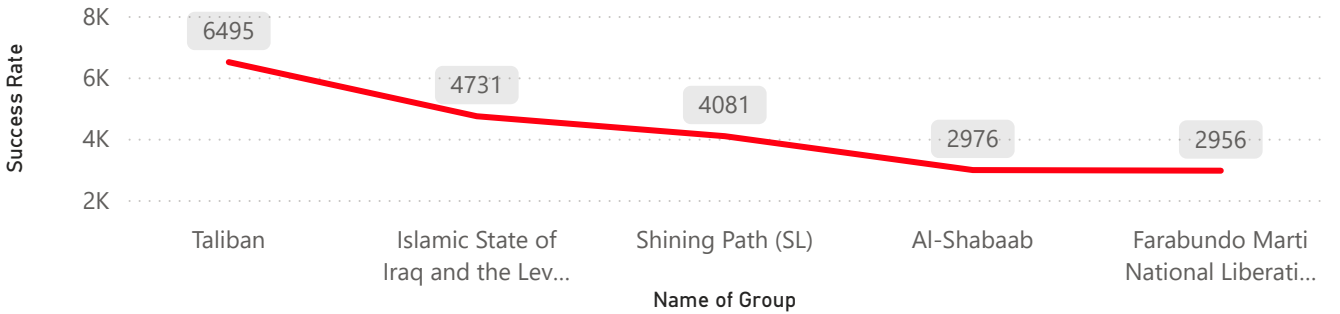 8K
6K
4K
2K
Success Rate
6495
4731
4081
2976
2956
Taliban
Islamic State of
Iraq and the Lev...
Shining Path (SL)
Al-Shabaab
Farabundo Marti
National Liberati...
Name of Group